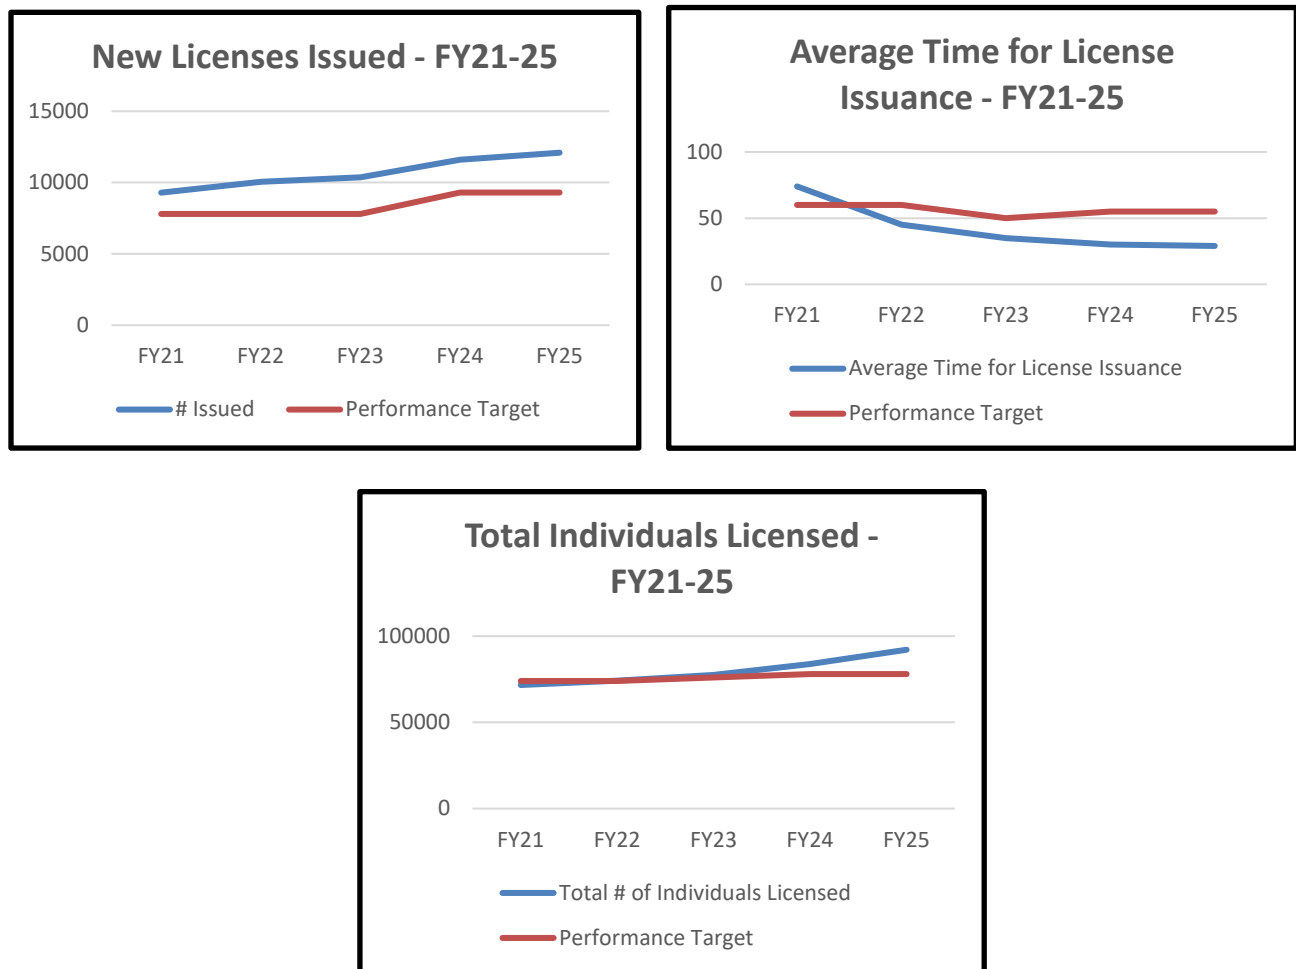 New Licenses Issued - FY21-25
15000
10000
5000
0
FY21 FY22 FY23 FY24 FY25
# Issued Performance Target
Average Time for License
Issuance - FY21-25
100
50
0
FY21 FY22 FY23 FY24 FY25
Average Time for License Issuance
Performance Target
Total Individuals Licensed -
FY21-25
100000
50000
0
FY21 FY22 FY23 FY24 FY25
Total # of Individuals Licensed
Performance Target